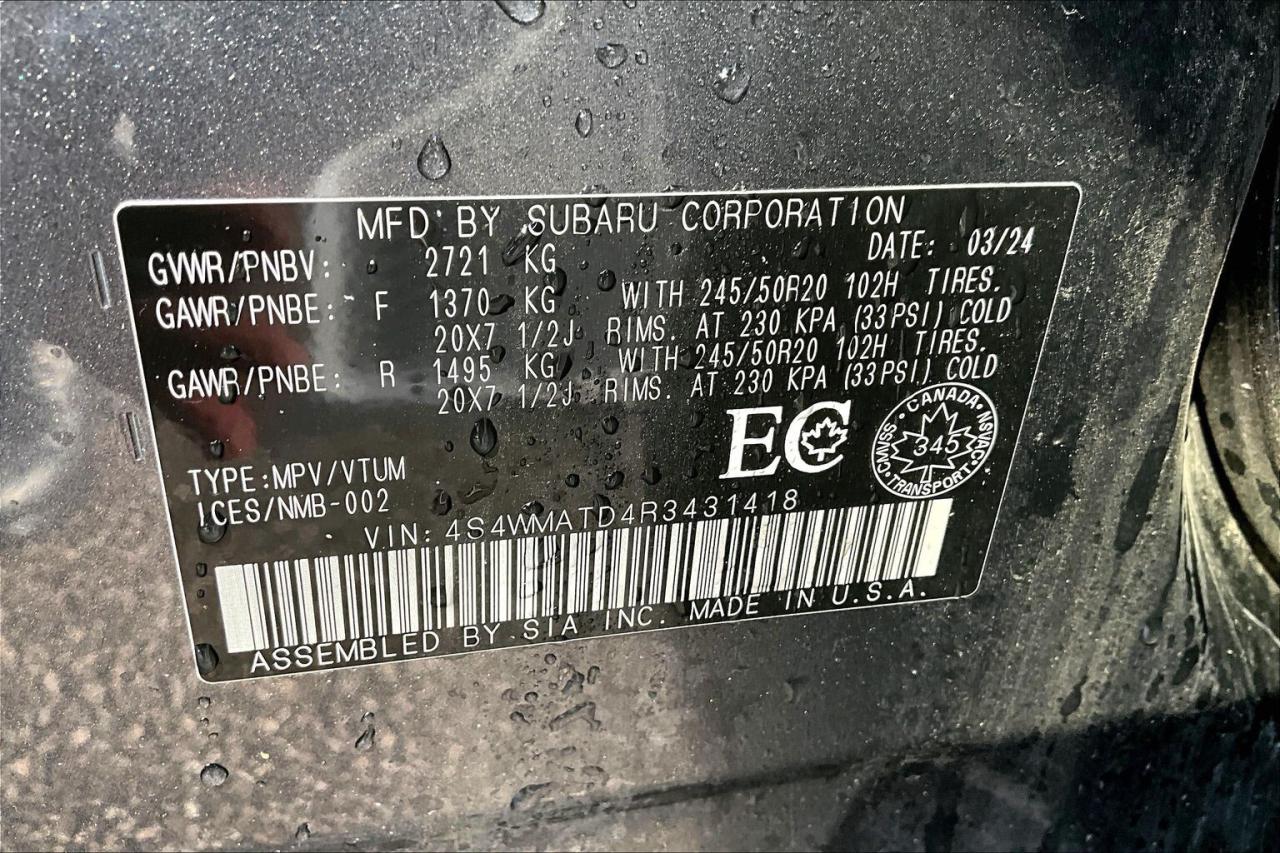 MFD BY SUBARU CORPORATION
GVWR/PNBV: 2721 KG DATE: 03/24
GAWR/PNBE: F 1370 KG WITH 245/50R20 102H TIRES.
20X7 1/2J RIMS. AT 230 KPA (33PSI) COLD
GAWR/PNBE: R 1495 KG WITH 245/50R20 102H TIRES.
20X7 1/2J RIMS. AT 230 KPA (33PSI) COLD
EC
CANADA
CMVSS · NSVAC
345
TRANSPORT
TYPE:MPV/VTUM
ICES/NMB-002
VIN: 4S4WMATD4R3431418
ASSEMBLED BY SIA INC. MADE IN U.S.A.